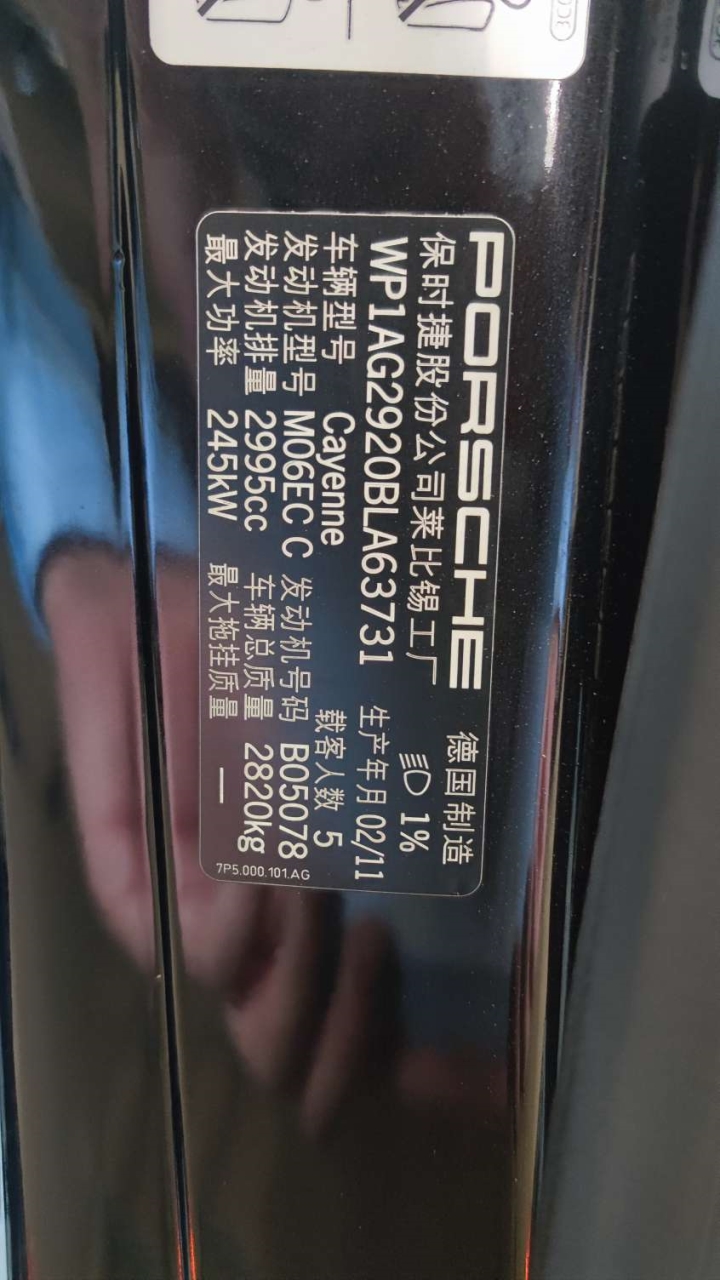 PORSCHE 德国制造
保时捷股份公司莱比锡工厂 1%
WP1AG2920BLA63731 生产年月 02/11
车辆型号 Cayenne 载客人数 5
发动机型号 M06EC C 发动机号码 B05078
发动机排量 2995cc 车辆总质量 2820kg
最大功率 245kW 最大拖挂质量 —
7P5.000.101.AG